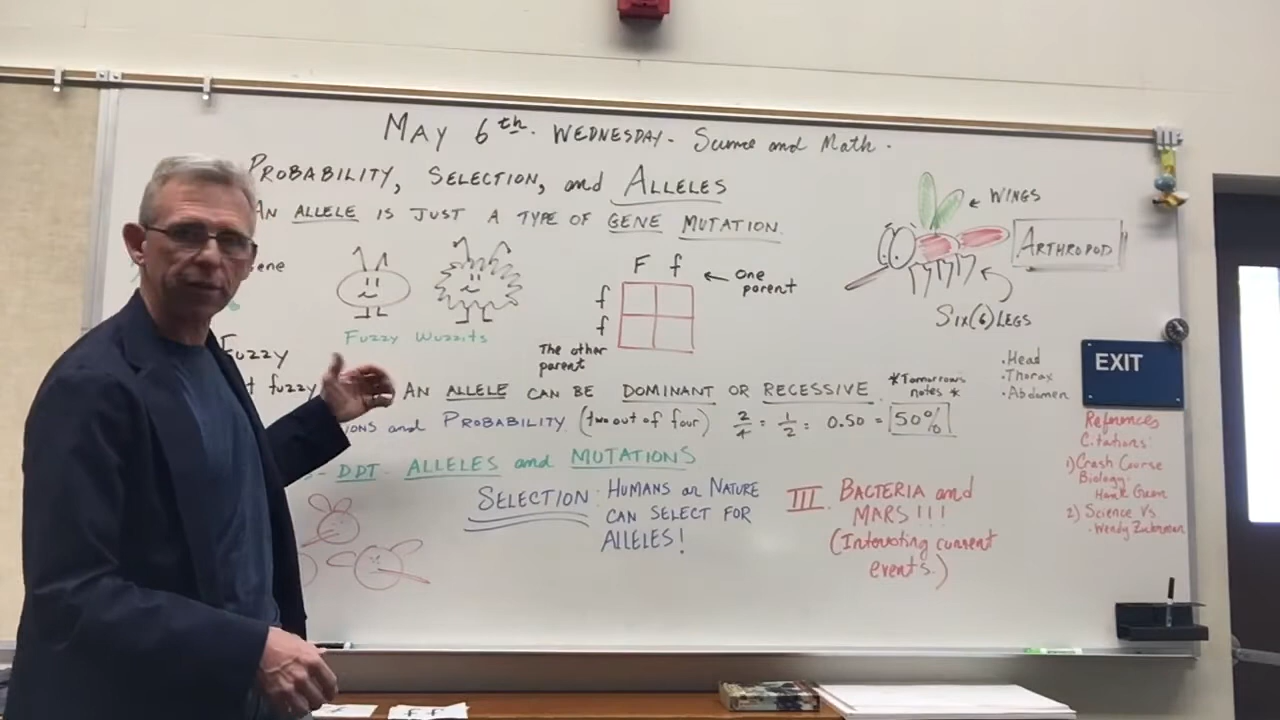 MAY 6th. WEDNESDAY - Science and Math.
PROBABILITY, SELECTION, and ALLELES
AN ALLELE IS JUST A TYPE OF GENE MUTATION.
Gene
Fuzzy Wuzzits
F f
f
f
← One parent
The other parent
← WINGS
ARTHROPOD
SIX(6) LEGS
• Head
• Thorax
• Abdomen
EXIT
Fuzzy
fuzzy
AN ALLELE CAN BE DOMINANT OR RECESSIVE.
*Tomorrows notes*
and PROBABILITY. (two out of four) 2/4 = 1/2 = 0.50 = 50%
DDT - ALLELES and MUTATIONS
SELECTION: HUMANS or NATURE
CAN SELECT FOR
ALLELES!
III. BACTERIA and
MARS!!!
(Interesting current
events.)
References
Citations:
1) Crash Course
Biology.
Hank Green
2) Science Vs.
- Wendy Zuckerman
F f